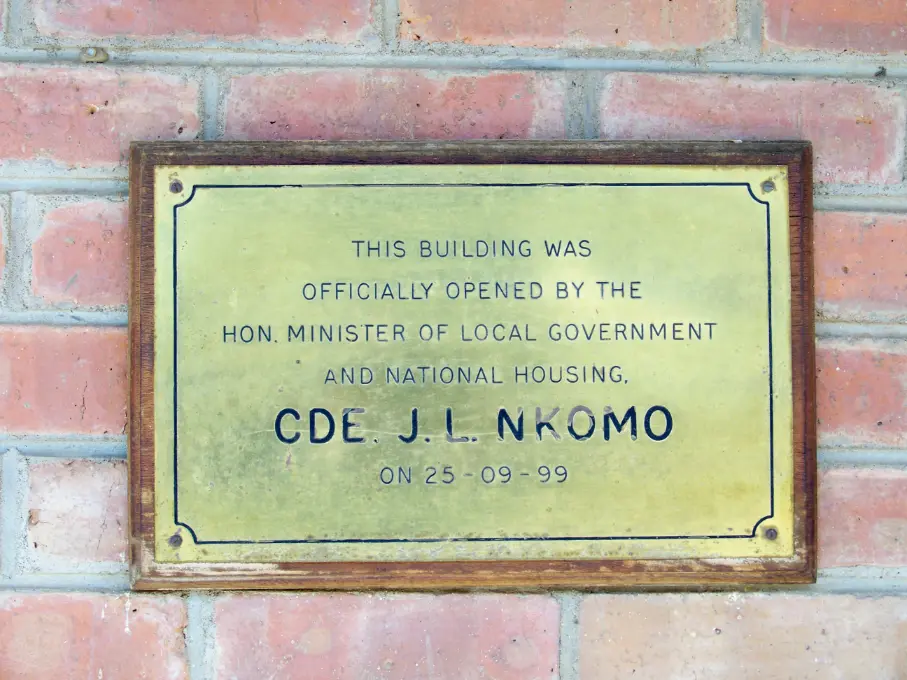 THIS BUILDING WAS
OFFICIALLY OPENED BY THE
HON. MINISTER OF LOCAL GOVERNMENT
AND NATIONAL HOUSING,
CDE. J. L. NKOMO
ON 25-09-99